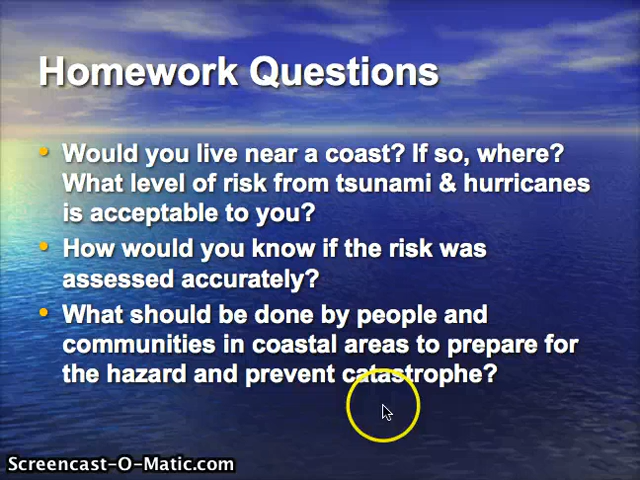 Homework Questions
• Would you live near a coast? If so, where?
What level of risk from tsunami & hurricanes
is acceptable to you?
• How would you know if the risk was
assessed accurately?
• What should be done by people and
communities in coastal areas to prepare for
the hazard and prevent catastrophe?
Screencast-O-Matic.com